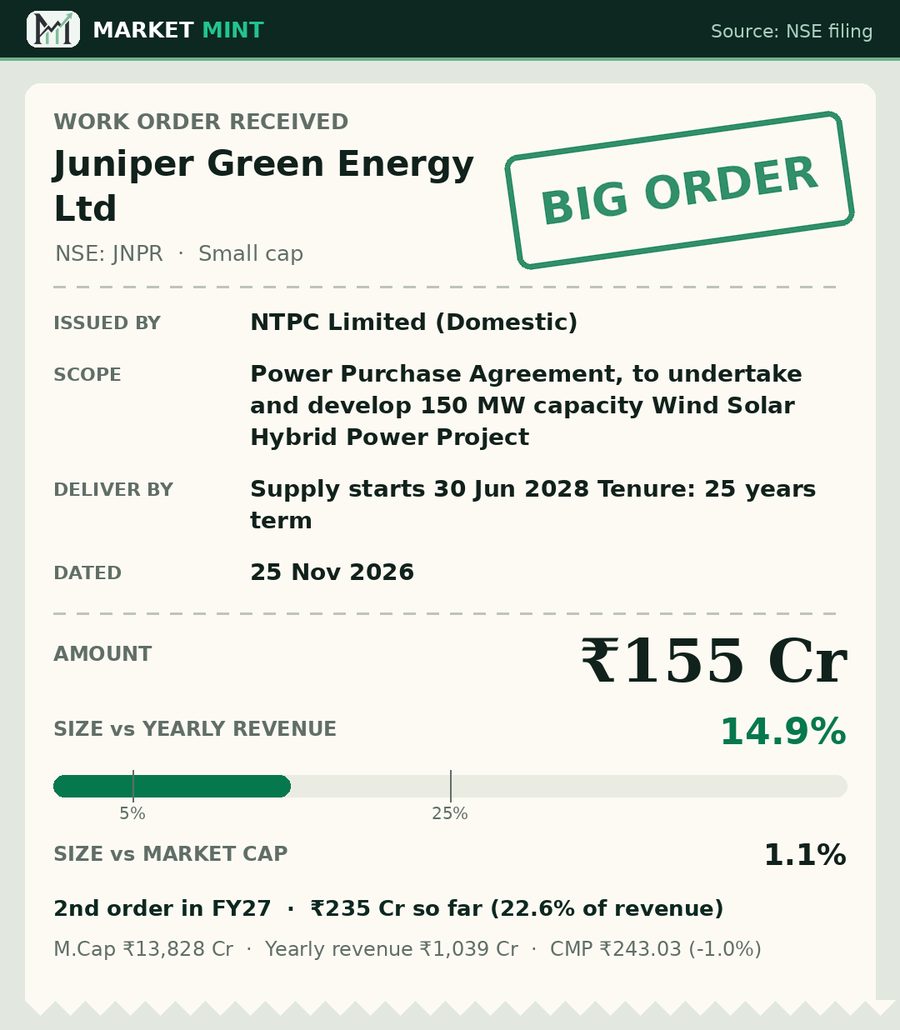 MARKET MINT
Source: NSE filing
WORK ORDER RECEIVED
Juniper Green Energy
Ltd
BIG ORDER
NSE: JNPR · Small cap
ISSUED BY
NTPC Limited (Domestic)
SCOPE
Power Purchase Agreement, to undertake
and develop 150 MW capacity Wind Solar
Hybrid Power Project
DELIVER BY
Supply starts 30 Jun 2028 Tenure: 25 years
term
DATED
25 Nov 2026
AMOUNT
₹155 Cr
SIZE vs YEARLY REVENUE
14.9%
5%
25%
SIZE vs MARKET CAP
1.1%
2nd order in FY27 · ₹235 Cr so far (22.6% of revenue)
M.Cap ₹13,828 Cr · Yearly revenue ₹1,039 Cr · CMP ₹243.03 (-1.0%)